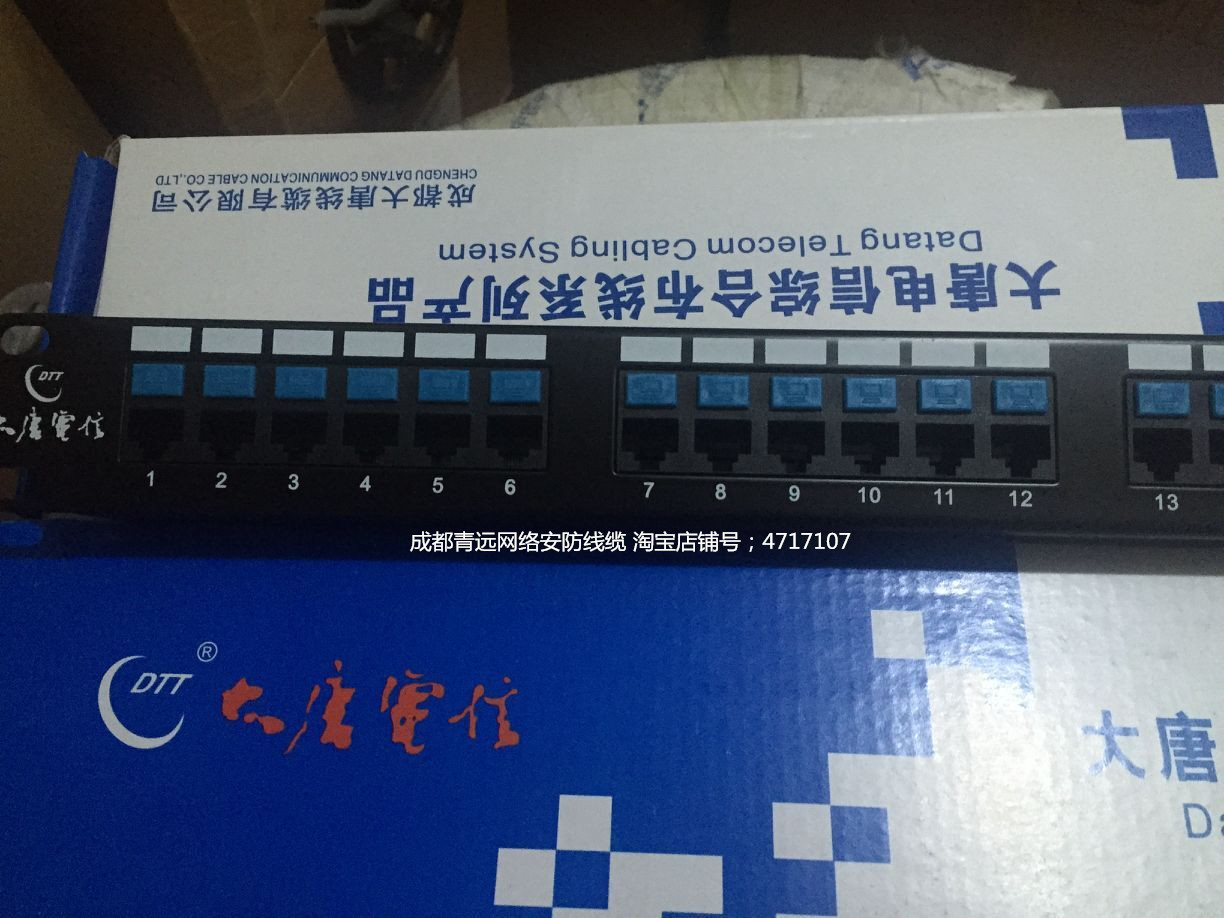 成都大唐线缆有限公司
CHENGDU DATANG COMMUNICATION CABLE CO.,LTD
大唐电信综合布线系列产品
Datang Telecom Cabling System
DTT
大唐電信
1 2 3 4 5 6 7 8 9 10 11 12 13
成都青远网络安防线缆 淘宝店铺号；4717107
DTT®
大唐電信
大唐
Da